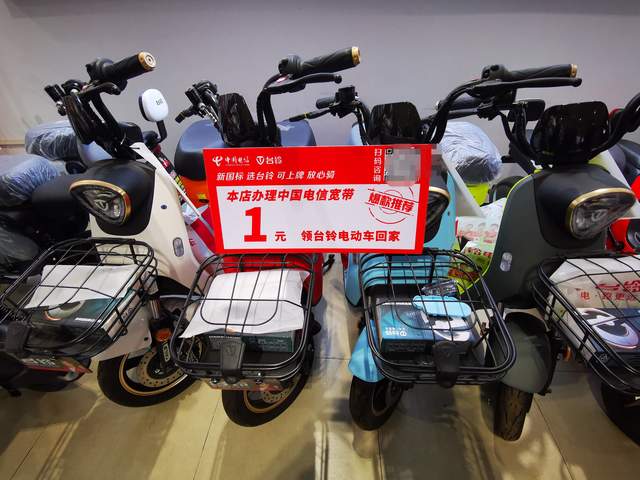 中国电信 台铃
扫码咨询
新国标 选台铃 可上牌 放心骑
本店办理中国电信宽带
爆款推荐
1元 领台铃电动车回家
台铃